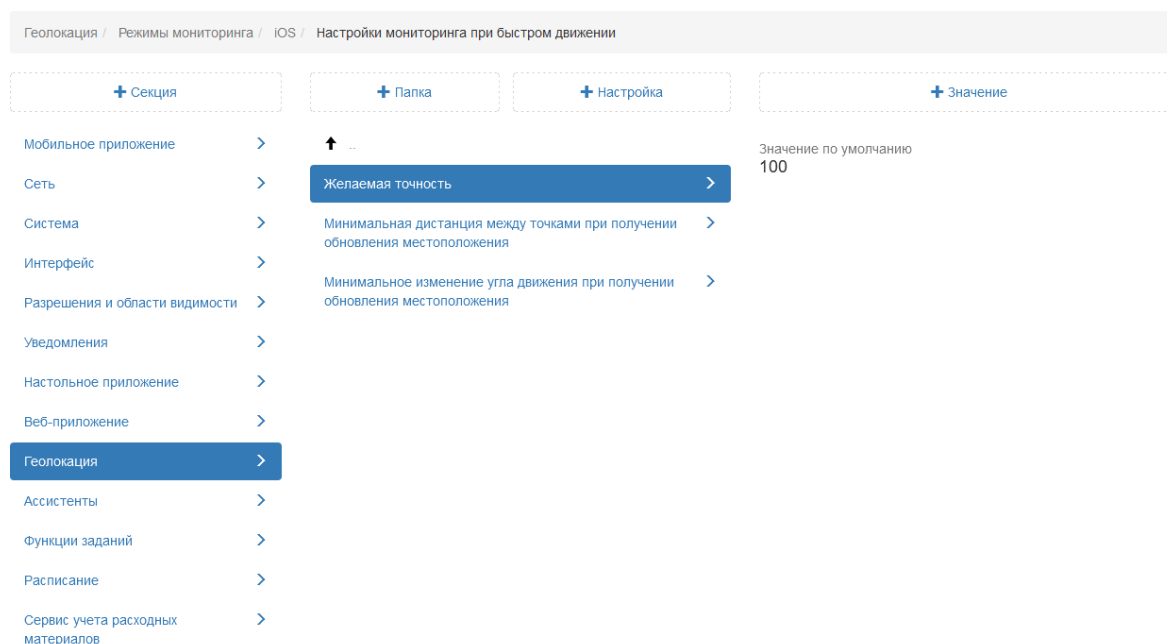 Геолокация / Режимы мониторинга / iOS / Настройки мониторинга при быстром движении
+ Секция
+ Папка
+ Настройка
+ Значение
Мобильное приложение
Сеть
Система
Интерфейс
Разрешения и области видимости
Уведомления
Настольное приложение
Веб-приложение
Геолокация
Ассистенты
Функции заданий
Расписание
Сервис учета расходных
материалов
..
Желаемая точность
Минимальная дистанция между точками при получении
обновления местоположения
Минимальное изменение угла движения при получении
обновления местоположения
Значение по умолчанию
100